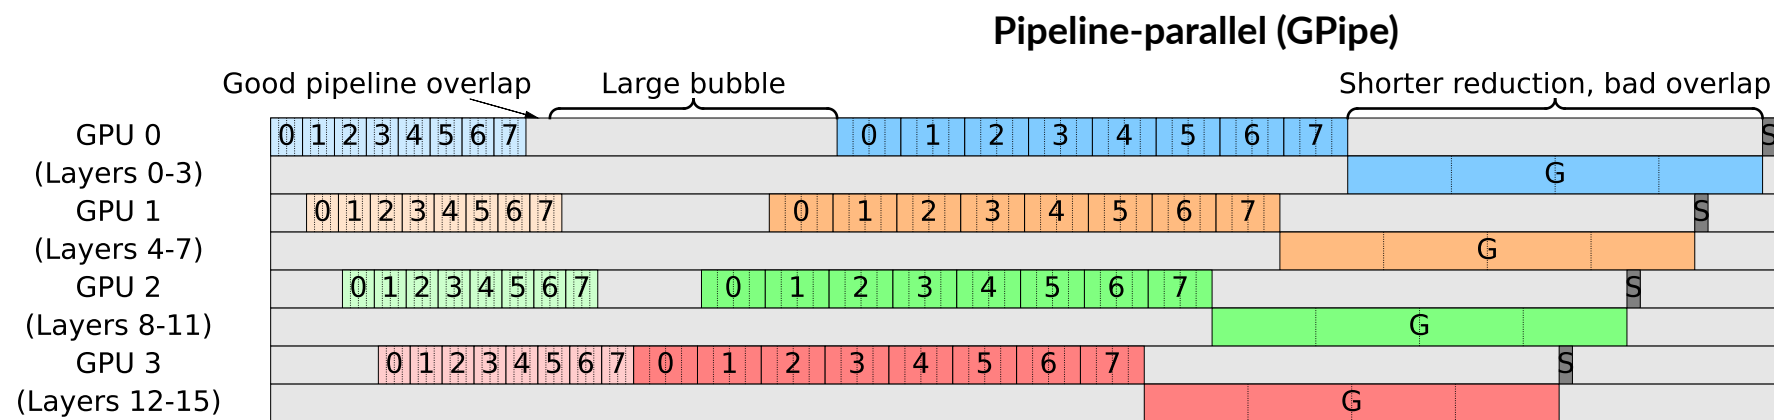 Pipeline-parallel (GPipe)
Good pipeline overlap Large bubble Shorter reduction, bad overlap
GPU 0 0 1 2 3 4 5 6 7 0 1 2 3 4 5 6 7 S
(Layers 0-3) G
GPU 1 0 1 2 3 4 5 6 7 0 1 2 3 4 5 6 7 S
(Layers 4-7) G
GPU 2 0 1 2 3 4 5 6 7 0 1 2 3 4 5 6 7 S
(Layers 8-11) G
GPU 3 0 1 2 3 4 5 6 7 0 1 2 3 4 5 6 7 S
(Layers 12-15) G